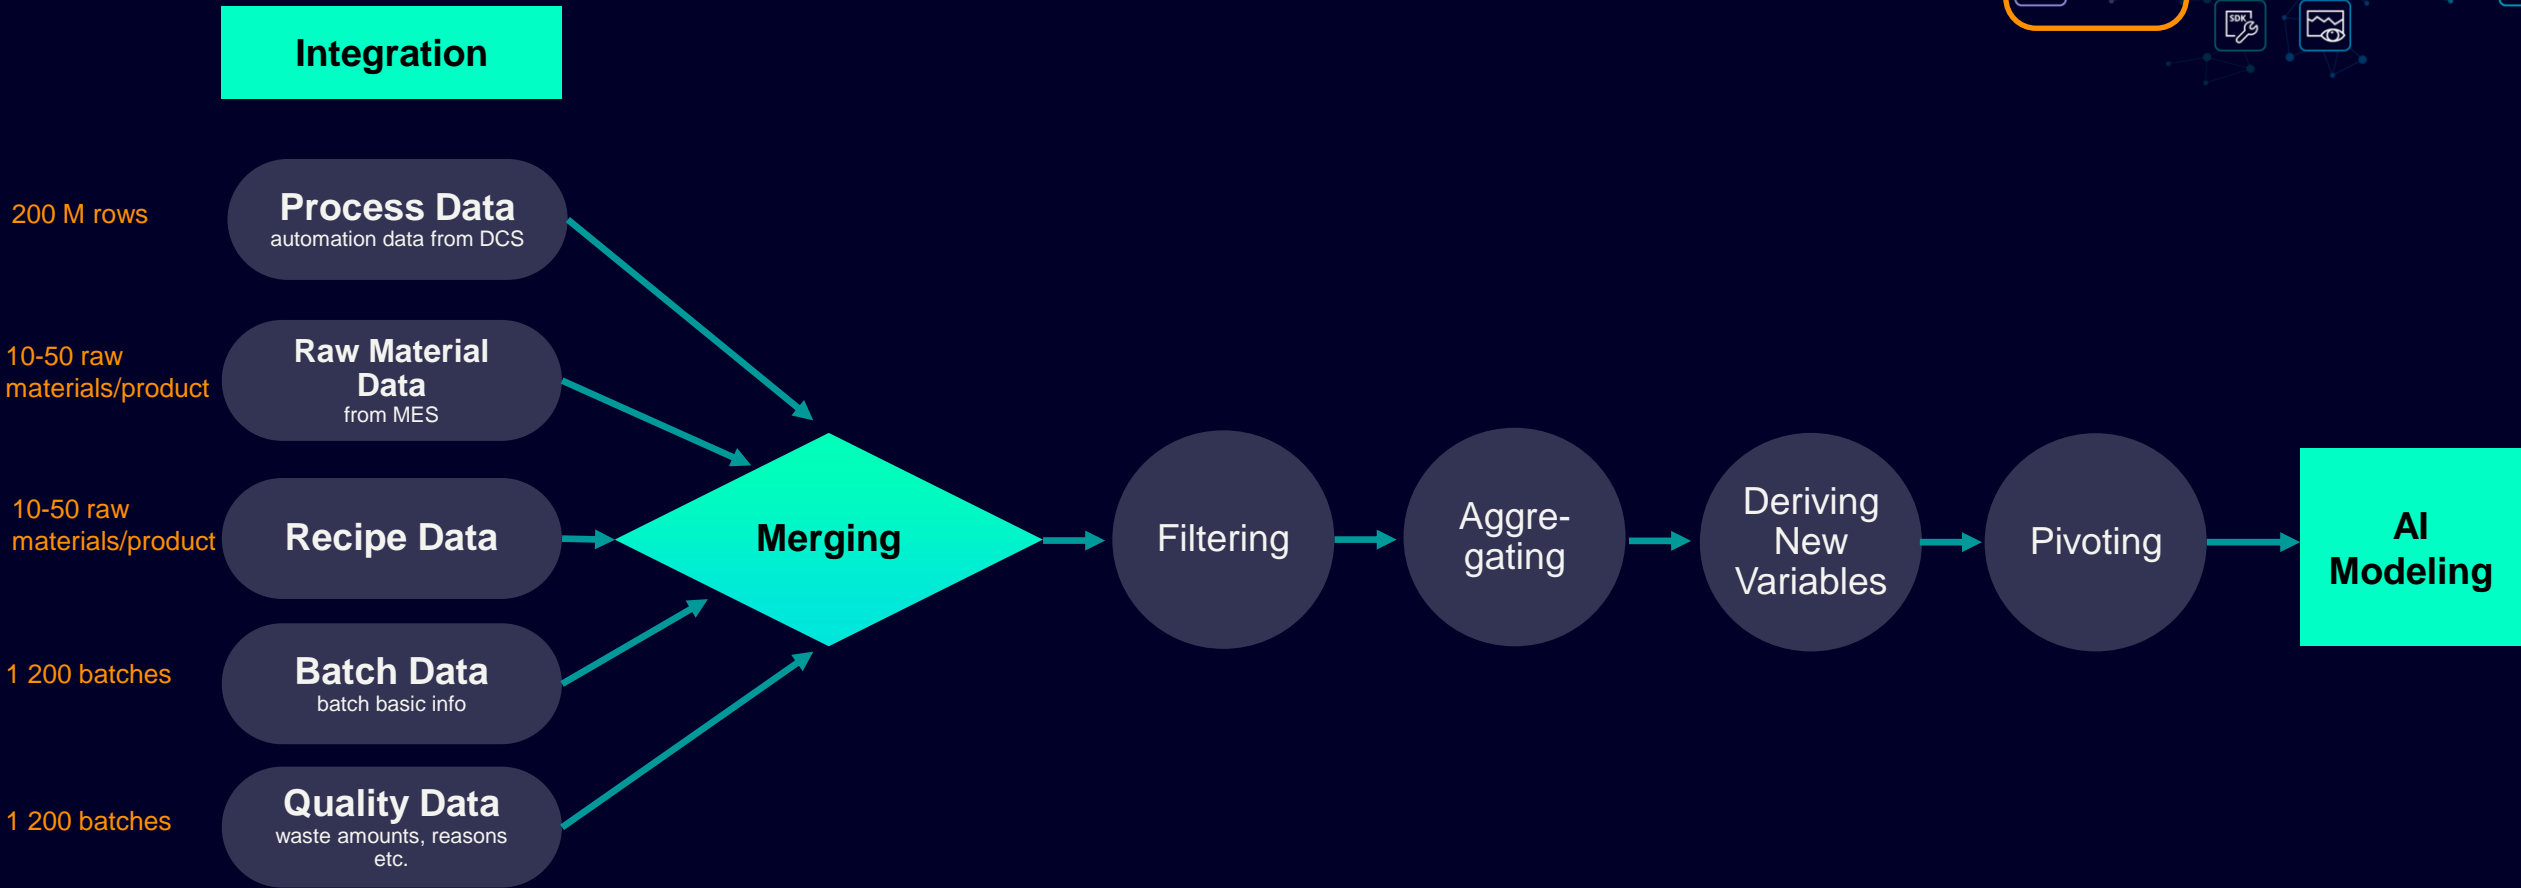 Integration
SDK
200 M rows
Process Data
automation data from DCS
10-50 raw
materials/product
Raw Material
Data
from MES
10-50 raw
materials/product
Recipe Data
1 200 batches
Batch Data
batch basic info
1 200 batches
Quality Data
waste amounts, reasons
etc.
Merging
Filtering
Aggre-
gating
Deriving
New
Variables
Pivoting
AI
Modeling